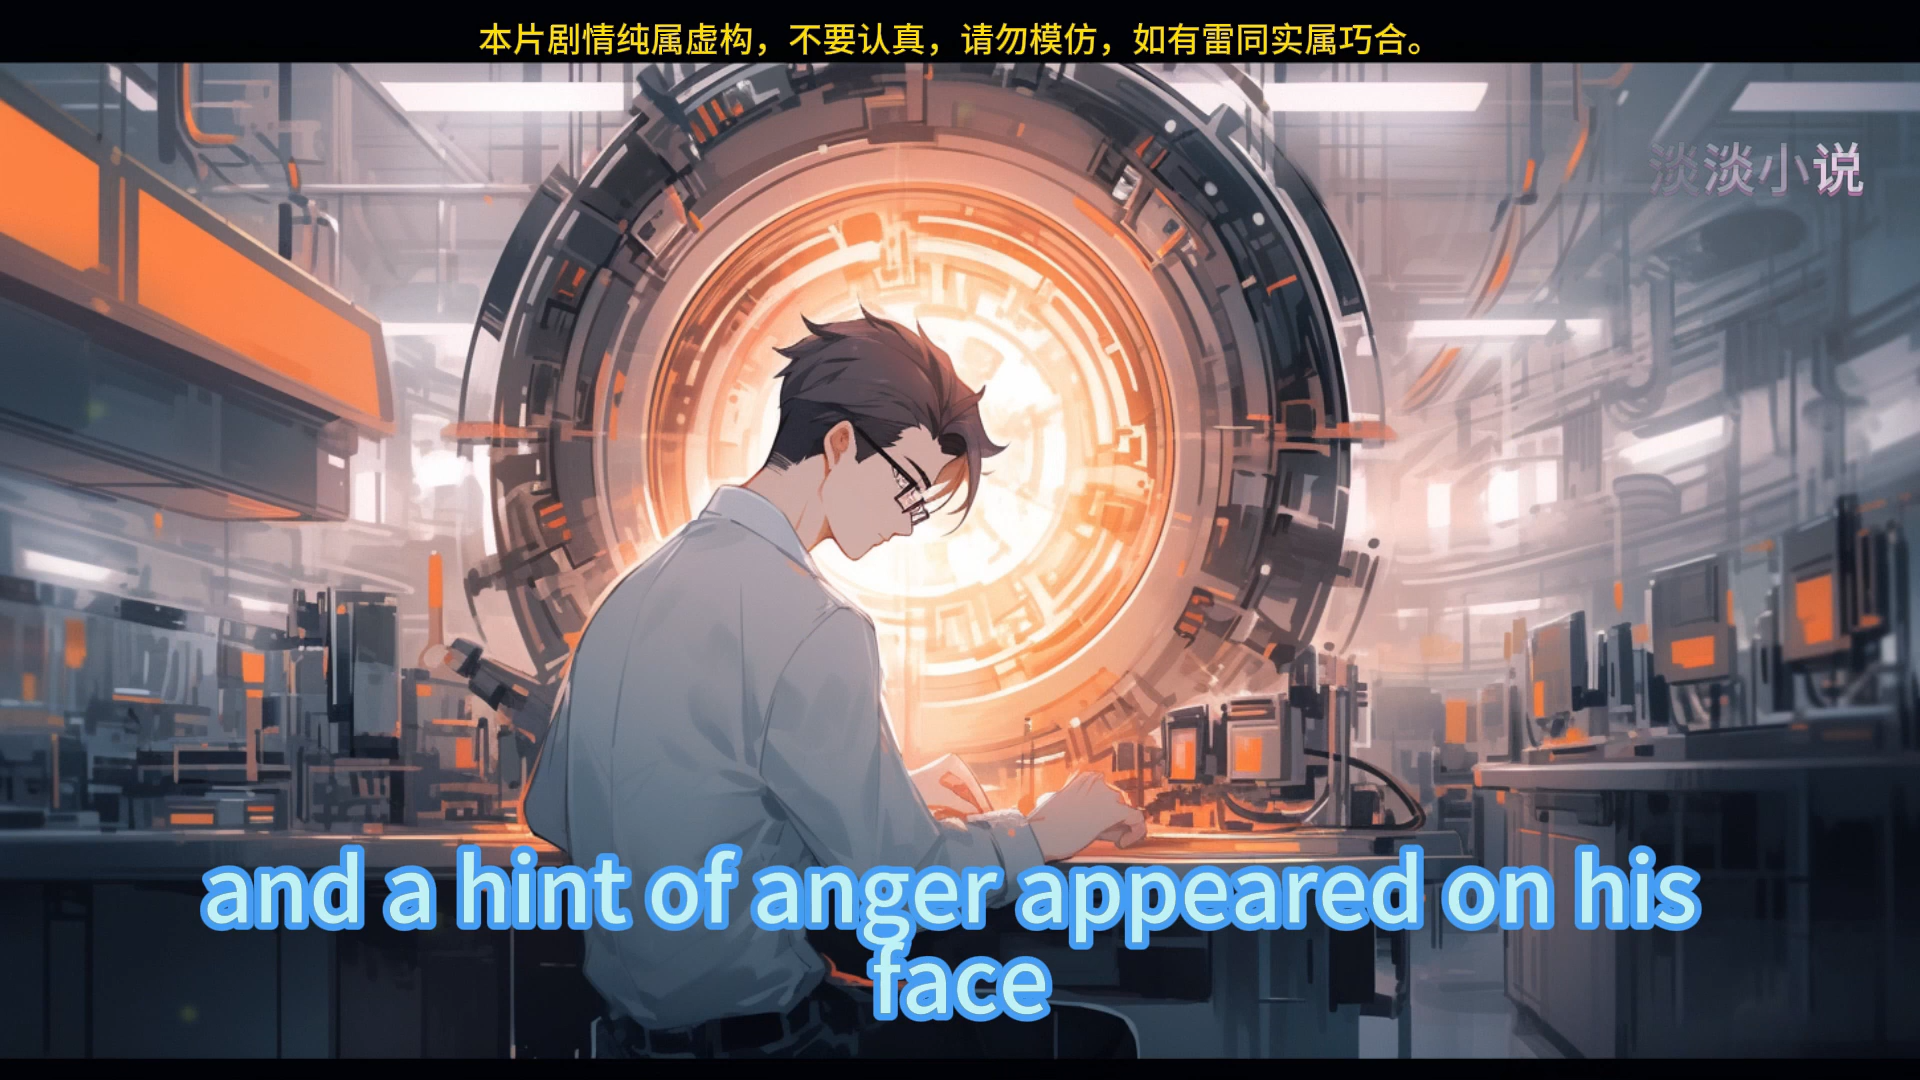 本片剧情纯属虚构，不要认真，请勿模仿，如有雷同实属巧合。
淡淡小说
and a hint of anger appeared on his
face